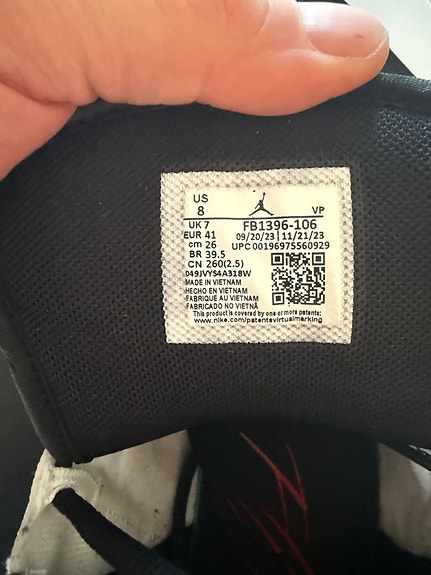 US
8
VP
UK 7
FB1396-106
EUR 41
09/20/23 | 11/21/23
cm 26
UPC 00196975560929
BR 39.5
CN 260(2.5)
049JVYS4A318W
MADE IN VIETNAM
HECHO EN VIETNAM
FABRIQUE AU VIETNAM
FABRICADO NO VIETNÃ
This product is covered by one or more patents:
www.nike.com/patentsvirtualmarking